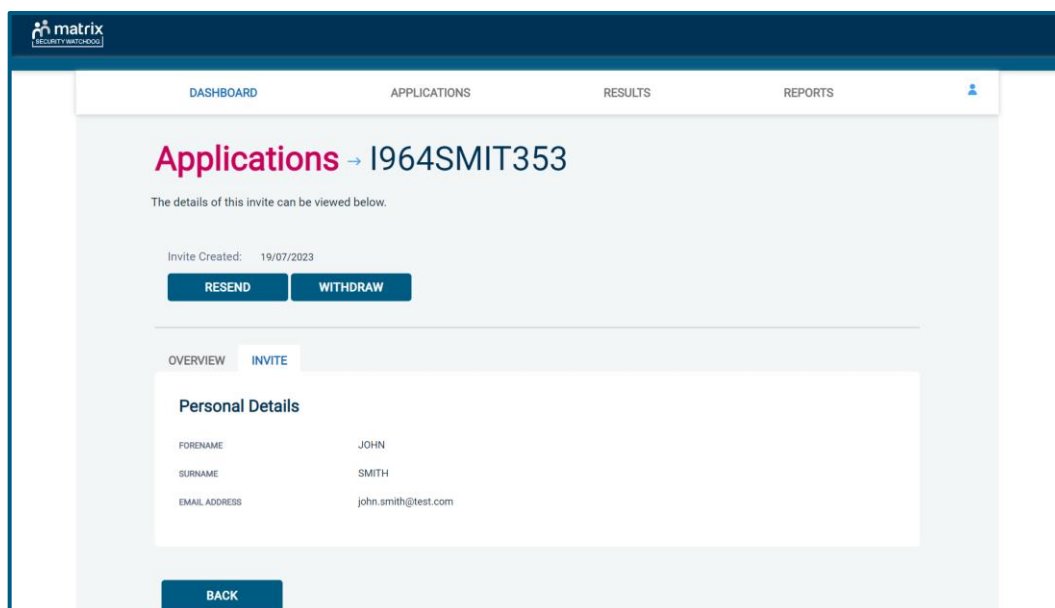 matrix
SECURITY WATCHDOG
DASHBOARD APPLICATIONS RESULTS REPORTS
Applications → I964SMIT353
The details of this invite can be viewed below.
Invite Created: 19/07/2023
RESEND WITHDRAW
OVERVIEW INVITE
Personal Details
FORENAME JOHN
SURNAME SMITH
EMAIL ADDRESS john.smith@test.com
BACK